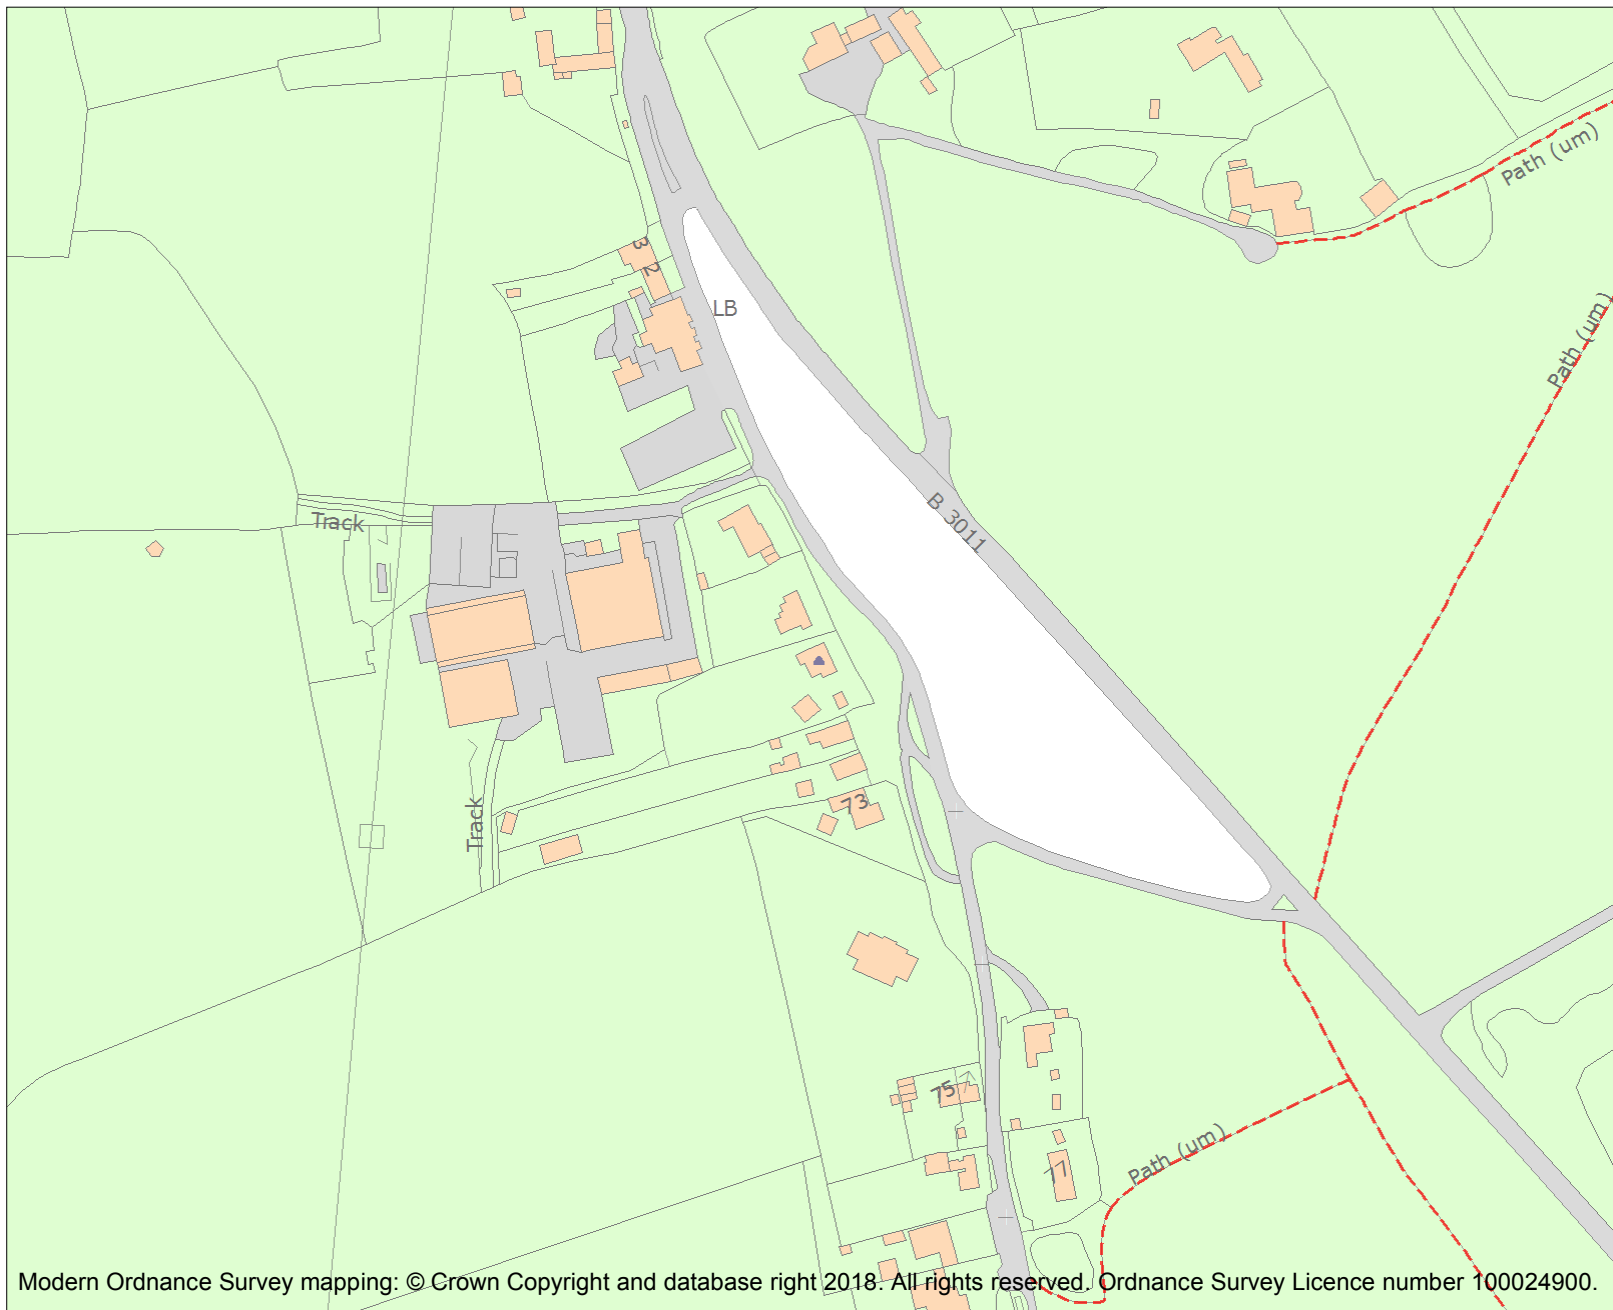 Path (um)
3
2
LB
Path (um)
B 3011
Track
Track
73
75
Path (um)
77
Modern Ordnance Survey mapping: © Crown Copyright and database right 2018. All rights reserved. Ordnance Survey Licence number 100024900.